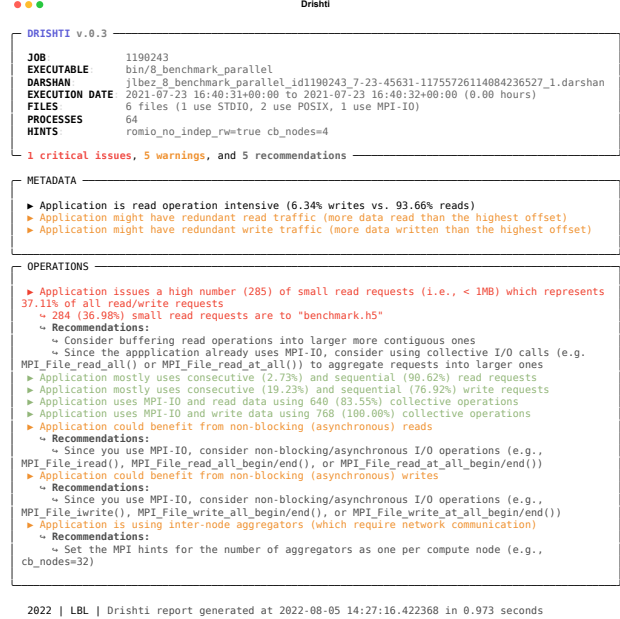 Drishti
DRISHTI v.0.3
JOB: 1190243
EXECUTABLE: bin/8_benchmark_parallel
DARSHAN: jlbez_8_benchmark_parallel_id1190243_7-23-45631-11755726114084236527_1.darshan
EXECUTION DATE: 2021-07-23 16:40:31+00:00 to 2021-07-23 16:40:32+00:00 (0.00 hours)
FILES: 6 files (1 use STDIO, 2 use POSIX, 1 use MPI-IO)
PROCESSES 64
HINTS: romio_no_indep_rw=true cb_nodes=4
1 critical issues, 5 warnings, and 5 recommendations
METADATA
▶ Application is read operation intensive (6.34% writes vs. 93.66% reads)
▶ Application might have redundant read traffic (more data read than the highest offset)
▶ Application might have redundant write traffic (more data written than the highest offset)
OPERATIONS
▶ Application issues a high number (285) of small read requests (i.e., < 1MB) which represents
37.11% of all read/write requests
↪ 284 (36.98%) small read requests are to "benchmark.h5"
↪ Recommendations:
↪ Consider buffering read operations into larger more contiguous ones
↪ Since the appplication already uses MPI-IO, consider using collective I/O calls (e.g.
MPI_File_read_all() or MPI_File_read_at_all()) to aggregate requests into larger ones
▶ Application mostly uses consecutive (2.73%) and sequential (90.62%) read requests
▶ Application mostly uses consecutive (19.23%) and sequential (76.92%) write requests
▶ Application uses MPI-IO and read data using 640 (83.55%) collective operations
▶ Application uses MPI-IO and write data using 768 (100.00%) collective operations
▶ Application could benefit from non-blocking (asynchronous) reads
↪ Recommendations:
↪ Since you use MPI-IO, consider non-blocking/asynchronous I/O operations (e.g.,
MPI_File_iread(), MPI_File_read_all_begin/end(), or MPI_File_read_at_all_begin/end())
▶ Application could benefit from non-blocking (asynchronous) writes
↪ Recommendations:
↪ Since you use MPI-IO, consider non-blocking/asynchronous I/O operations (e.g.,
MPI_File_iwrite(), MPI_File_write_all_begin/end(), or MPI_File_write_at_all_begin/end())
▶ Application is using inter-node aggregators (which require network communication)
↪ Recommendations:
↪ Set the MPI hints for the number of aggregators as one per compute node (e.g.,
cb_nodes=32)
2022 | LBL | Drishti report generated at 2022-08-05 14:27:16.422368 in 0.973 seconds